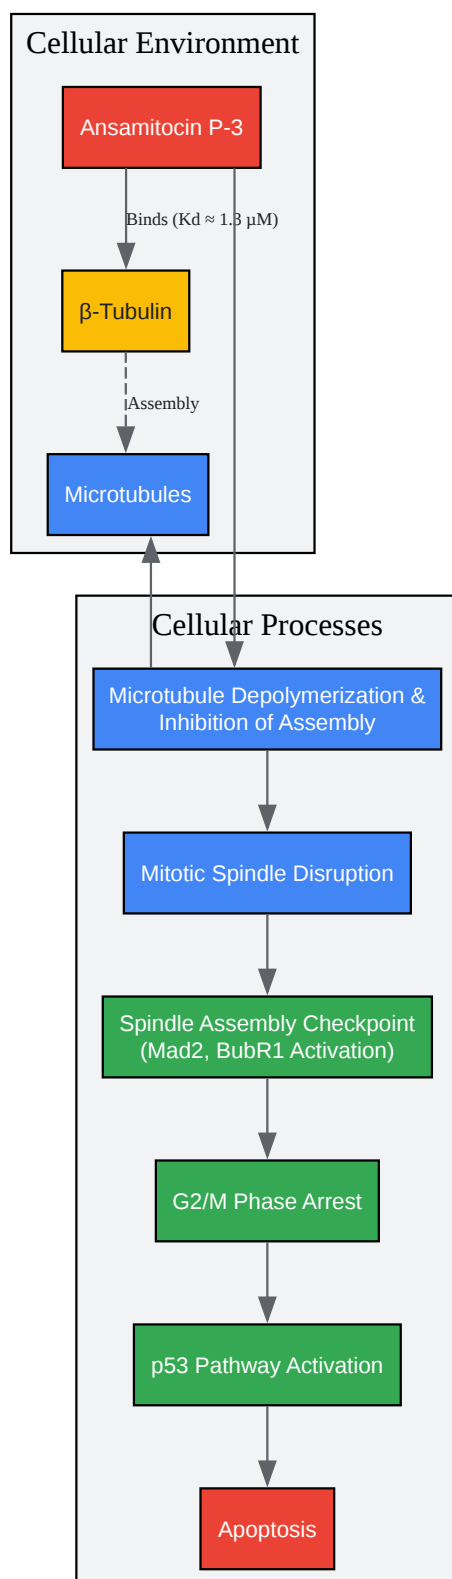 Cellular Environment
Ansamitocin P-3
Binds (Kd ≈ 1.3 µM)
β-Tubulin
Assembly
Microtubules
Cellular Processes
Microtubule Depolymerization &
Inhibition of Assembly
Mitotic Spindle Disruption
Spindle Assembly Checkpoint
(Mad2, BubR1 Activation)
G2/M Phase Arrest
p53 Pathway Activation
Apoptosis